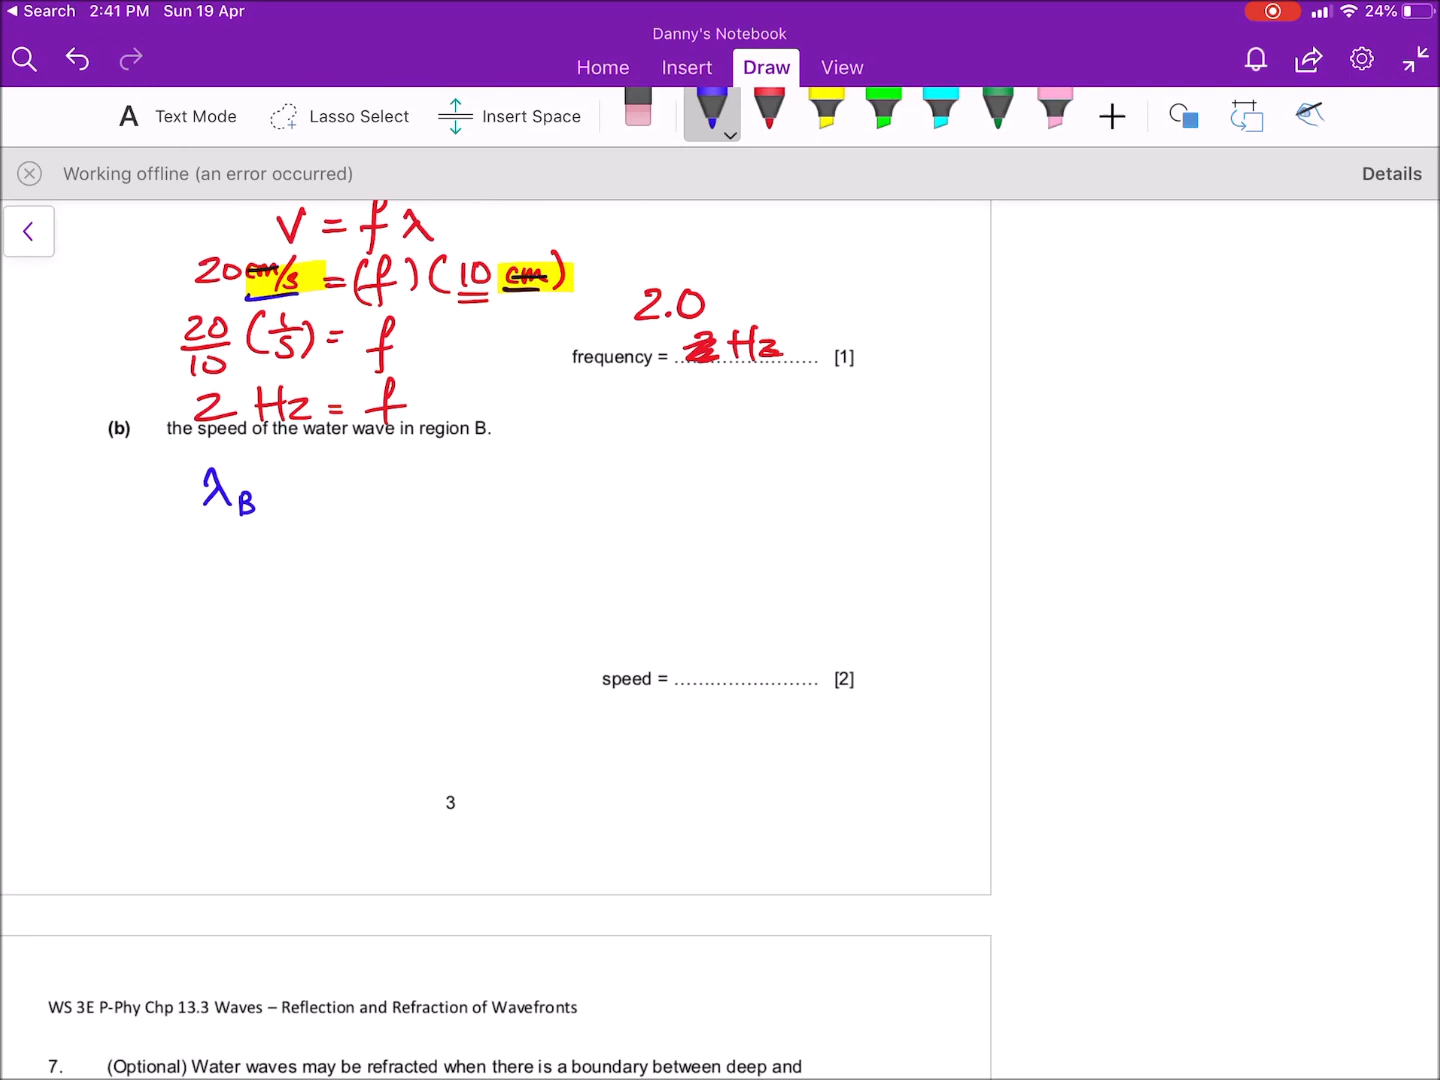 Search 2:41 PM Sun 19 Apr 24%
Danny's Notebook
Home Insert Draw View
A Text Mode Lasso Select Insert Space
Working offline (an error occurred) Details
V = f λ
20 cm/s = (f) (10 cm)
2.0
20/10 (1/s) = f
frequency = ........................ Hz [1]
2 Hz = f
(b) the speed of the water wave in region B.
λB
speed = ........................ [2]
3
WS 3E P-Phy Chp 13.3 Waves – Reflection and Refraction of Wavefronts
7. (Optional) Water waves may be refracted when there is a boundary between deep and